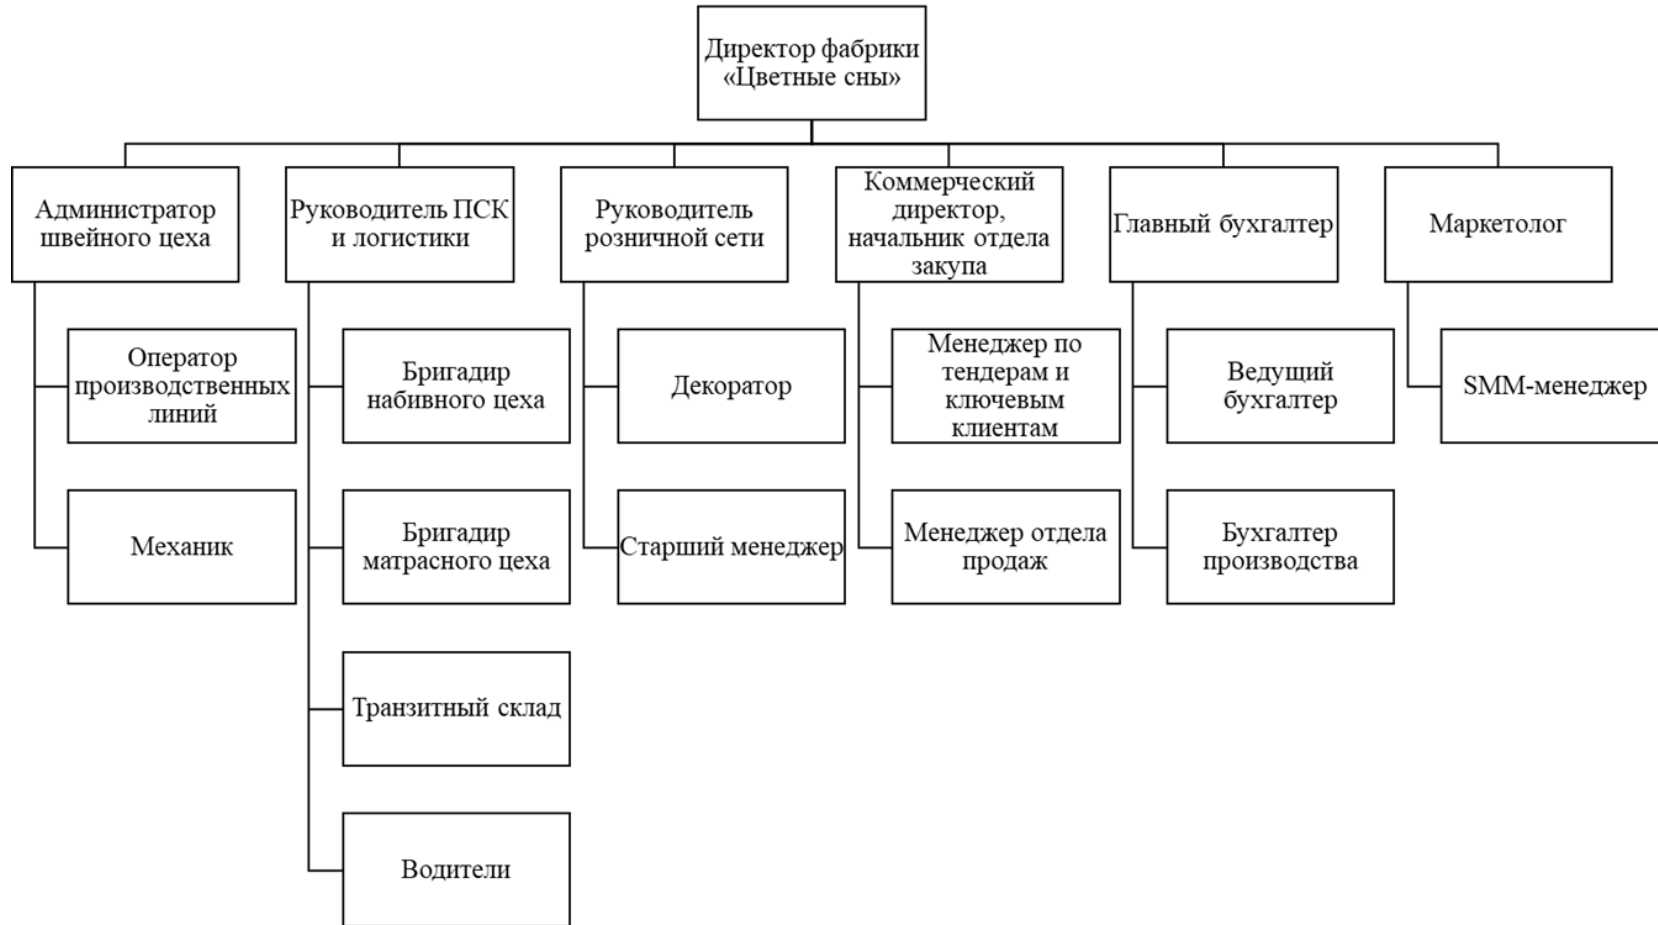 Директор фабрики
«Цветные сны»
Администратор
швейного цеха
Руководитель ПСК
и логистики
Руководитель
розничной сети
Коммерческий
директор,
начальник отдела
закупа
Главный бухгалтер
Маркетолог
Оператор
производственных
линий
Бригадир
набивного цеха
Декоратор
Менеджер по
тендерам и
ключевым
клиентам
Ведущий
бухгалтер
SMM-менеджер
Механик
Бригадир
матрасного цеха
Старший менеджер
Менеджер отдела
продаж
Бухгалтер
производства
Транзитный склад
Водители